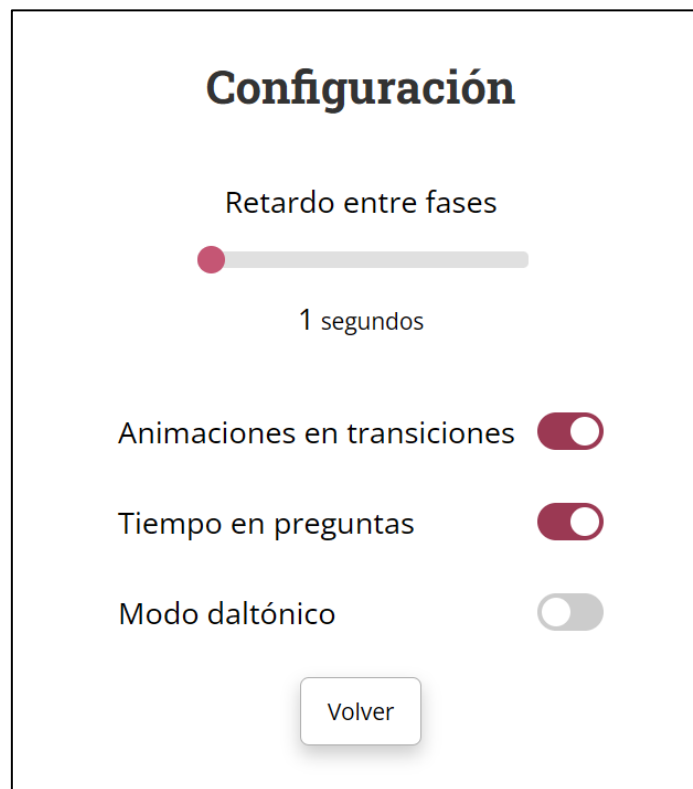 Configuración
Retardo entre fases
1 segundos
Animaciones en transiciones
Tiempo en preguntas
Modo daltónico
Volver